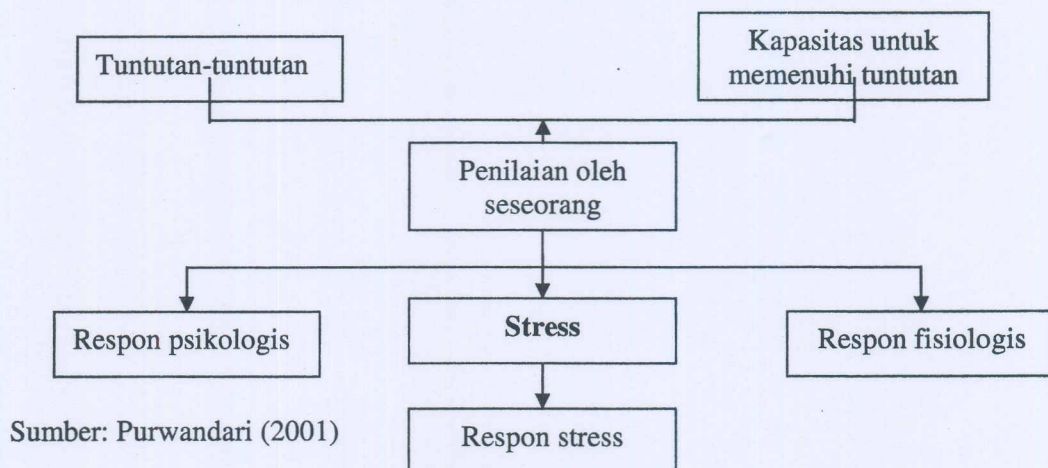 Tuntutan-tuntutan
Kapasitas untuk
memenuhi tuntutan
Penilaian oleh
seseorang
Respon psikologis
Stress
Respon fisiologis
Respon stress
Sumber: Purwandari (2001)